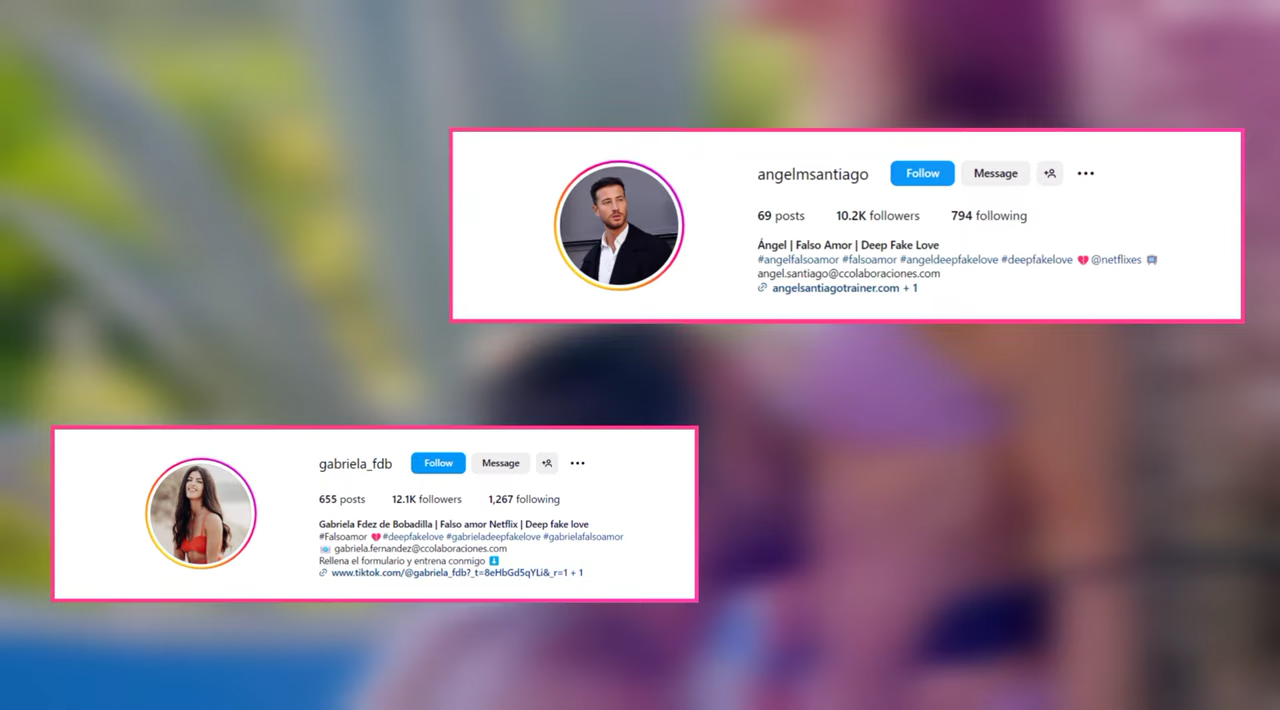 angelmsantiago Follow Message
69 posts 10.2K followers 794 following
Ángel | Falso Amor | Deep Fake Love
#angelfalsoamor #falsoamor #angeldeepfakelove #deepfakelove 💔 @netflixes
angel.santiago@ccolaboraciones.com
angelsantiagotrainer.com + 1
gabriela_fdb Follow Message
655 posts 12.1K followers 1,267 following
Gabriela Fdez de Bobadilla | Falso amor Netflix | Deep fake love
#Falsoamor 💔#deepfakelove #gabrieladeepfakelove #gabrielafalsoamor
📧 gabriela.fernandez@ccolaboraciones.com
Rellena el formulario y entrena conmigo ⬇️
www.tiktok.com/@gabriela_fdb?_t=8eHbGd5qYLi&_r=1 + 1